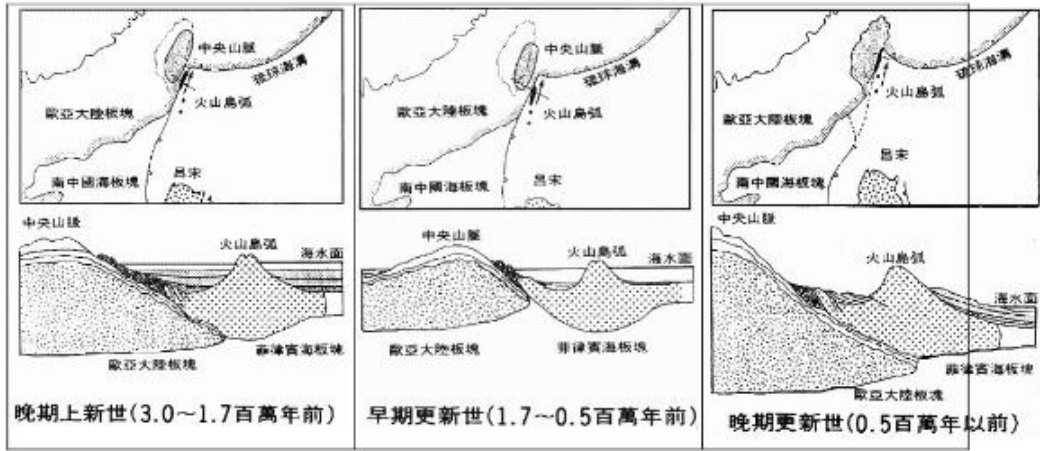 中央山脈
琉球海溝
火山島弧
歐亞大陸板塊
呂宋
南中國海板塊
中央山脈
火山島弧
海水面
菲律賓海板塊
歐亞大陸板塊
晚期上新世(3.0～1.7百萬年前)
中央山脈
琉球海溝
火山島弧
歐亞大陸板塊
呂宋
南中國海板塊
中央山脈
火山島弧
海水面
歐亞大陸板塊
菲律賓海板塊
早期更新世(1.7～0.5百萬年前)
琉球海溝
火山島弧
歐亞大陸板塊
呂宋
南中國海板塊
中央山脈
火山島弧
海水面
菲律賓海板塊
歐亞大陸板塊
晚期更新世(0.5百萬年以前)